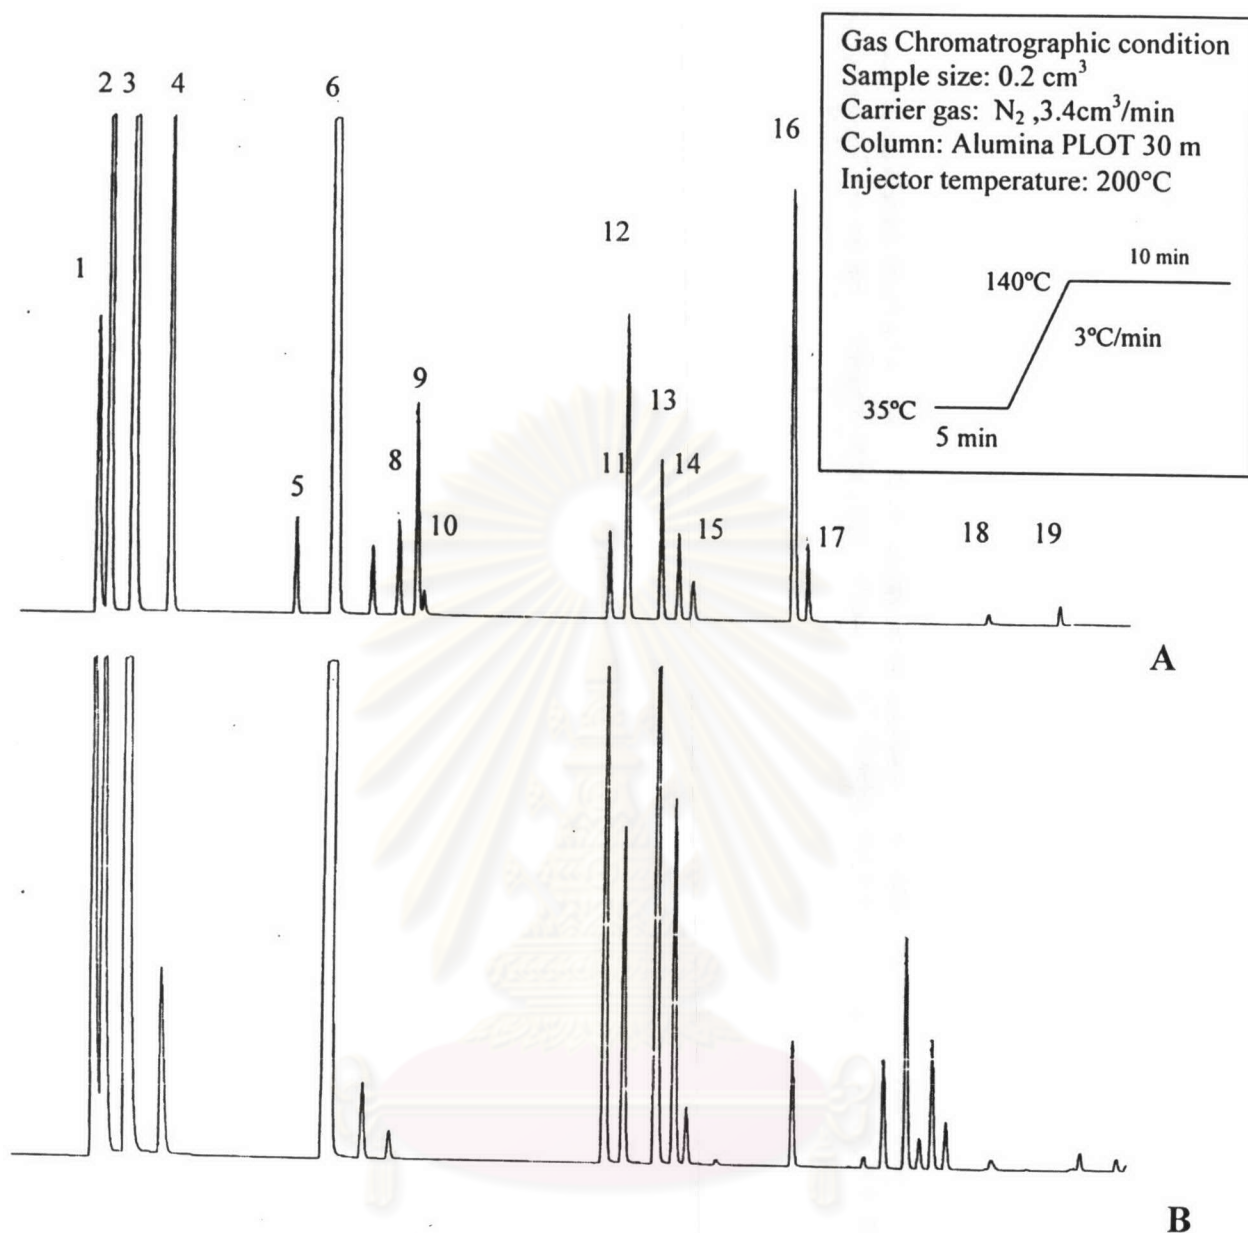 Gas Chromatrographic condition
Sample size: 0.2 cm³
Carrier gas: N₂ ,3.4cm³/min
Column: Alumina PLOT 30 m
Injector temperature: 200°C
10 min
140°C
3°C/min
35°C
5 min
1
2
3
4
5
6
8
9
10
11
12
13
14
15
16
17
18
19
A
B